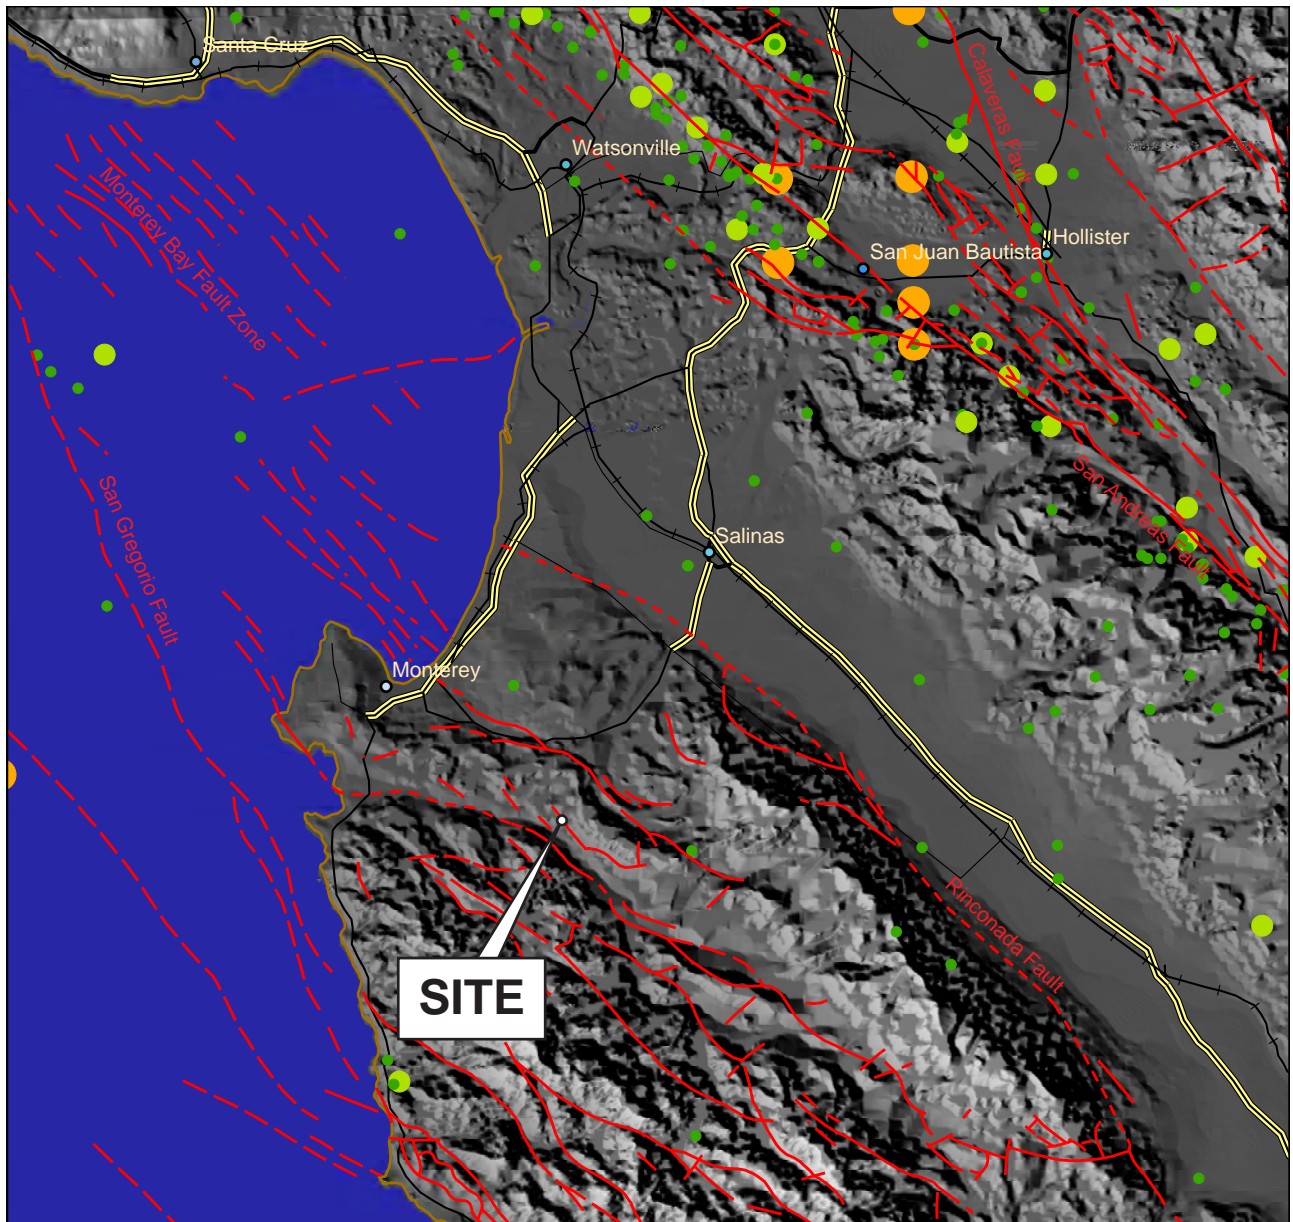 Santa Cruz
Watsonville
Calaveras Fault
Monterey Bay Fault Zone
San Juan Bautista
Hollister
San Gregorio Fault
San Andreas Fault
Salinas
Monterey
Rinconada Fault
SITE